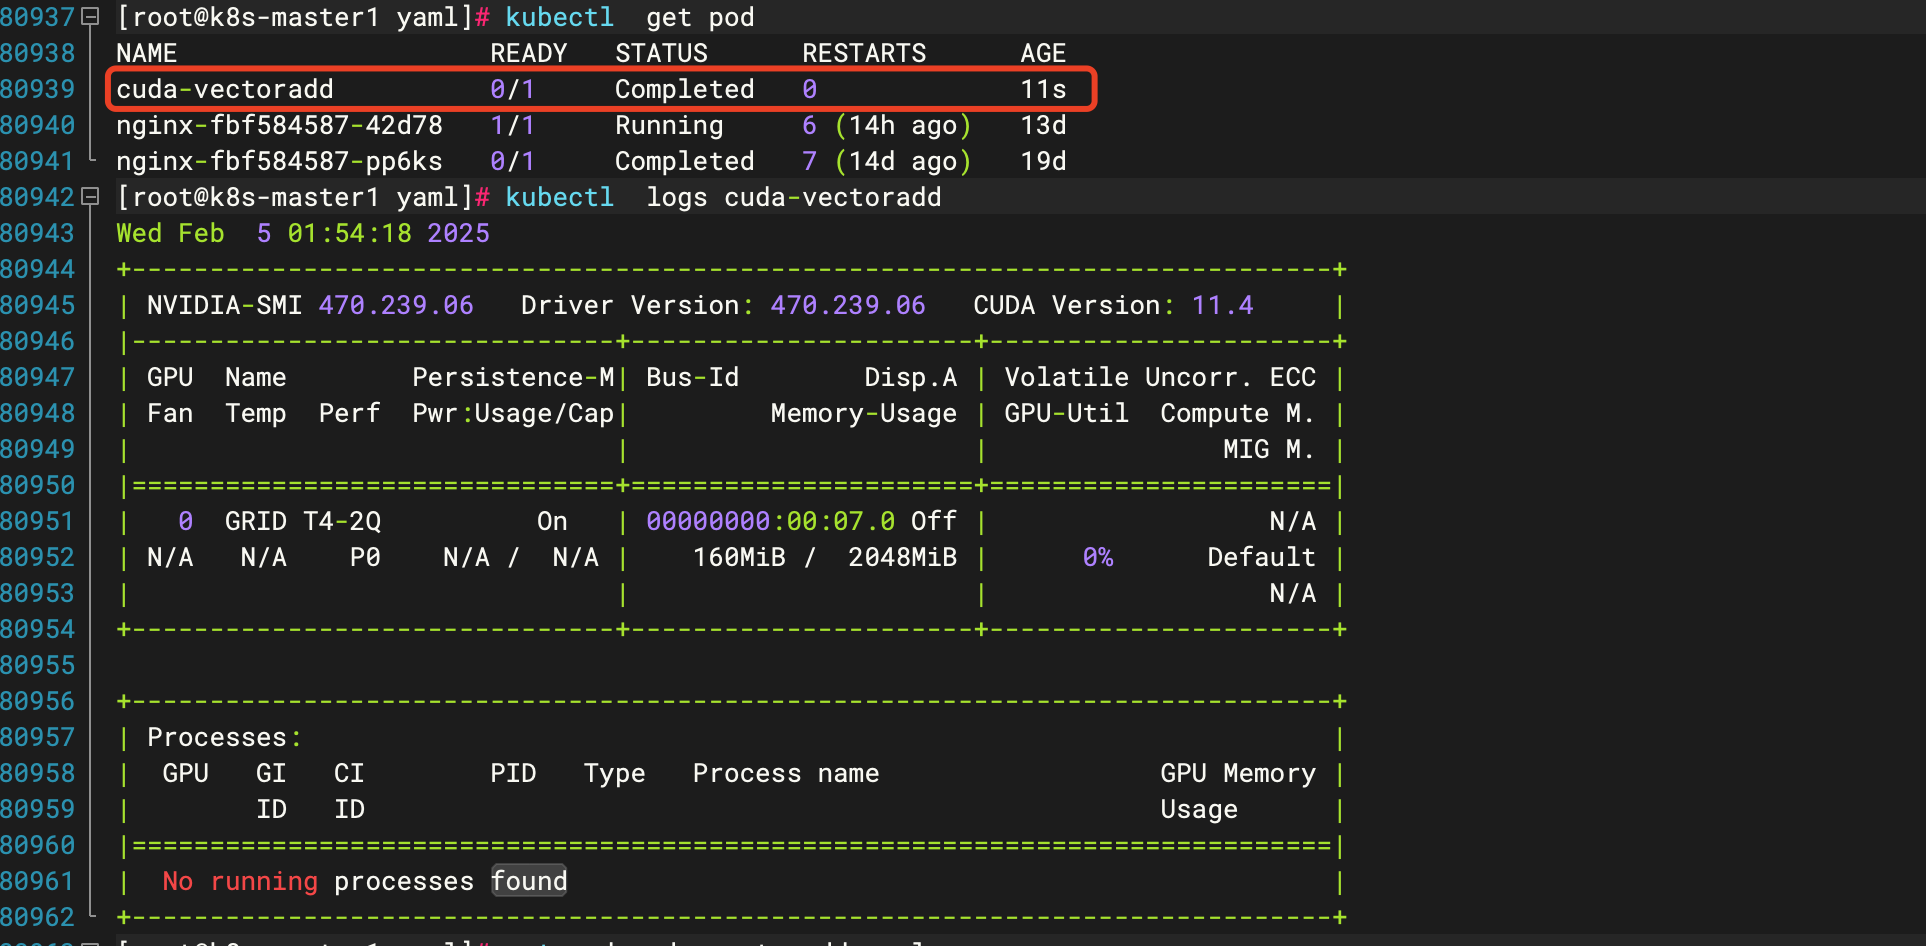 80937 [root@k8s-master1 yaml]# kubectl  get pod
80938 NAME                    READY   STATUS      RESTARTS      AGE
80939 cuda-vectoradd          0/1     Completed   0             11s
80940 nginx-fbf584587-42d78   1/1     Running     6 (14h ago)   13d
80941 nginx-fbf584587-pp6ks   0/1     Completed   7 (14d ago)   19d
80942 [root@k8s-master1 yaml]# kubectl  logs cuda-vectoradd
80943 Wed Feb  5 01:54:18 2025
80944 +-----------------------------------------------------------------------------+
80945 | NVIDIA-SMI 470.239.06   Driver Version: 470.239.06   CUDA Version: 11.4     |
80946 |-------------------------------+----------------------+----------------------+
80947 | GPU  Name        Persistence-M| Bus-Id        Disp.A | Volatile Uncorr. ECC |
80948 | Fan  Temp  Perf  Pwr:Usage/Cap|         Memory-Usage | GPU-Util  Compute M. |
80949 |                               |                      |               MIG M. |
80950 |===============================+======================+======================|
80951 |   0  GRID T4-2Q          On   | 00000000:00:07.0 Off |                  N/A |
80952 | N/A   N/A    P0    N/A /  N/A |    160MiB /  2048MiB |      0%      Default |
80953 |                               |                      |                  N/A |
80954 +-------------------------------+----------------------+----------------------+
80955
80956 +-----------------------------------------------------------------------------+
80957 | Processes:                                                                  |
80958 |  GPU   GI   CI        PID   Type   Process name                  GPU Memory |
80959 |        ID   ID                                                   Usage      |
80960 |=============================================================================|
80961 |  No running processes found                                                 |
80962 +-----------------------------------------------------------------------------+